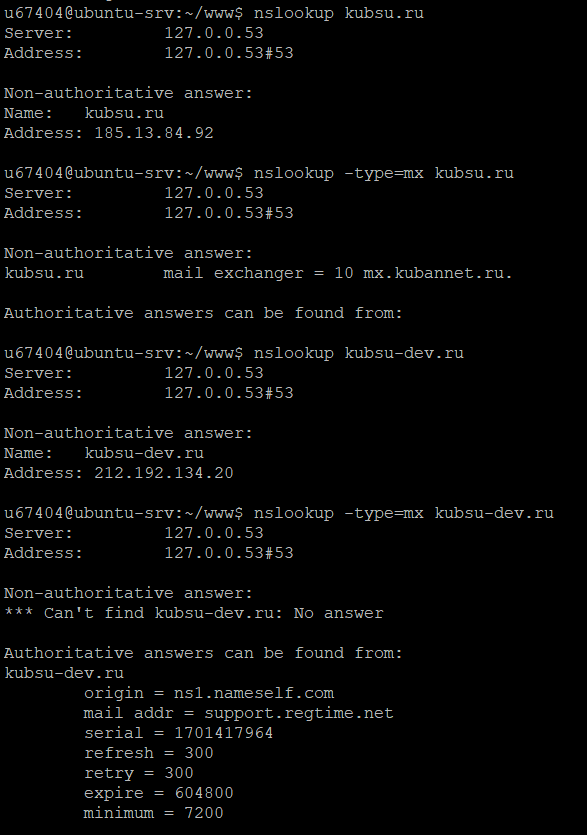 u67404@ubuntu-srv:~/www$ nslookup kubsu.ru
Server:         127.0.0.53
Address:        127.0.0.53#53

Non-authoritative answer:
Name:   kubsu.ru
Address: 185.13.84.92

u67404@ubuntu-srv:~/www$ nslookup -type=mx kubsu.ru
Server:         127.0.0.53
Address:        127.0.0.53#53

Non-authoritative answer:
kubsu.ru        mail exchanger = 10 mx.kubannet.ru.

Authoritative answers can be found from:

u67404@ubuntu-srv:~/www$ nslookup kubsu-dev.ru
Server:         127.0.0.53
Address:        127.0.0.53#53

Non-authoritative answer:
Name:   kubsu-dev.ru
Address: 212.192.134.20

u67404@ubuntu-srv:~/www$ nslookup -type=mx kubsu-dev.ru
Server:         127.0.0.53
Address:        127.0.0.53#53

Non-authoritative answer:
*** Can't find kubsu-dev.ru: No answer

Authoritative answers can be found from:
kubsu-dev.ru
        origin = ns1.nameself.com
        mail addr = support.regtime.net
        serial = 1701417964
        refresh = 300
        retry = 300
        expire = 604800
        minimum = 7200